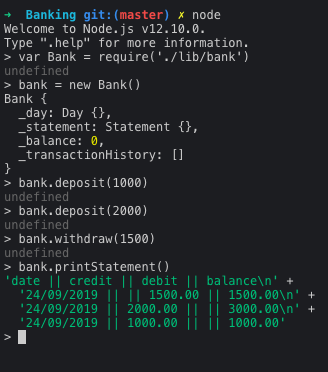 ➜  Banking git:(master) ✗ node
Welcome to Node.js v12.10.0.
Type ".help" for more information.
> var Bank = require('./lib/bank')
undefined
> bank = new Bank()
Bank {
  _day: Day {},
  _statement: Statement {},
  _balance: 0,
  _transactionHistory: []
}
> bank.deposit(1000)
undefined
> bank.deposit(2000)
undefined
> bank.withdraw(1500)
undefined
> bank.printStatement()
'date || credit || debit || balance\n' +
  '24/09/2019 || || 1500.00 || 1500.00\n' +
  '24/09/2019 || 2000.00 || || 3000.00\n' +
  '24/09/2019 || 1000.00 || || 1000.00'
>